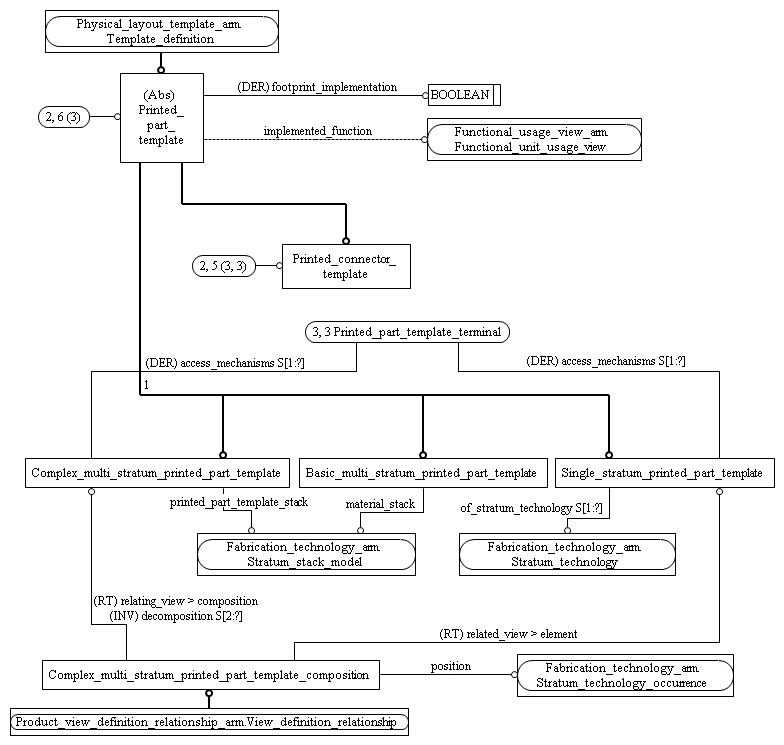 Physical_layout_template_arm.
Template_definition
(Abs)
Printed_
part_
template
(DER) footprint_implementation
BOOLEAN
2, 6 (3)
implemented_function
Functional_usage_view_arm.
Functional_unit_usage_view
2, 5 (3, 3)
Printed_connector_
template
3, 3 Printed_part_template_terminal
(DER) access_mechanisms S[1:?]
(DER) access_mechanisms S[1:?]
1
Complex_multi_stratum_printed_part_template
Basic_multi_stratum_printed_part_template
Single_stratum_printed_part_template
printed_part_template_stack
material_stack
of_stratum_technology S[1:?]
Fabrication_technology_arm.
Stratum_stack_model
Fabrication_technology_arm.
Stratum_technology
(RT) relating_view > composition
(INV) decomposition S[2:?]
(RT) related_view > element
Complex_multi_stratum_printed_part_template_composition
position
Fabrication_technology_arm.
Stratum_technology_occurrence
Product_view_definition_relationship_arm.View_definition_relationship